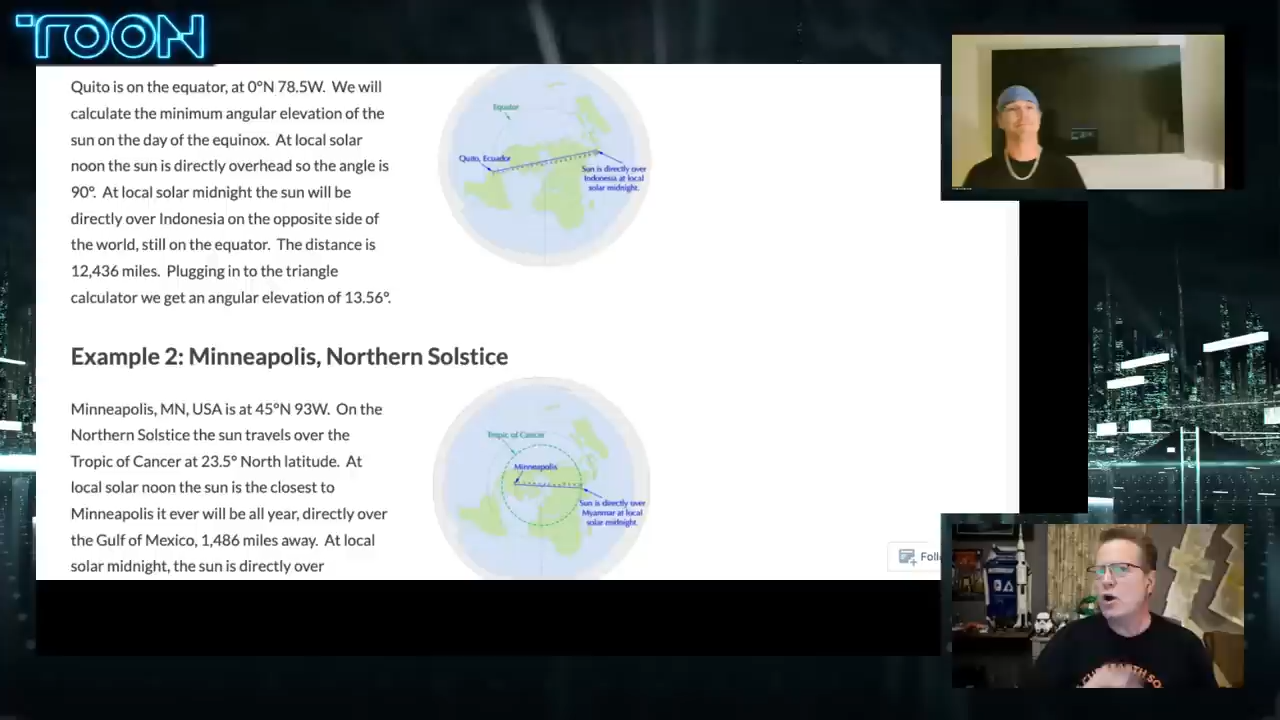 TOON
Quito is on the equator, at 0°N 78.5W. We will
calculate the minimum angular elevation of the
sun on the day of the equinox. At local solar
noon the sun is directly overhead so the angle is
90°. At local solar midnight the sun will be
directly over Indonesia on the opposite side of
the world, still on the equator. The distance is
12,436 miles. Plugging in to the triangle
calculator we get an angular elevation of 13.56°.
Equator
Quito, Ecuador
Sun is directly over
Indonesia at local
solar midnight.
Example 2: Minneapolis, Northern Solstice
Minneapolis, MN, USA is at 45°N 93W. On the
Northern Solstice the sun travels over the
Tropic of Cancer at 23.5° North latitude. At
local solar noon the sun is the closest to
Minneapolis it ever will be all year, directly over
the Gulf of Mexico, 1,486 miles away. At local
solar midnight, the sun is directly over
Tropic of Cancer
Minneapolis
Sun is directly over
Myanmar at local
solar midnight.